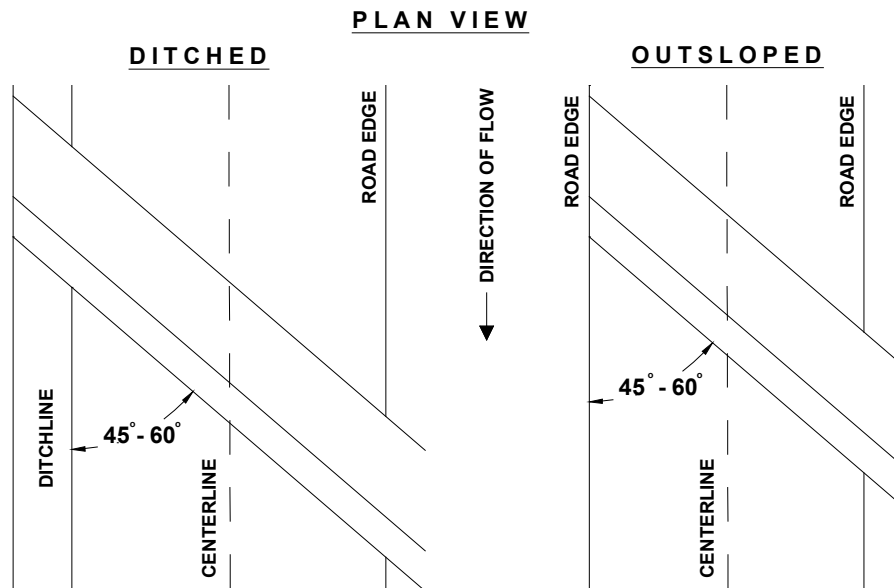 PLAN VIEW
DITCHED
OUTSLOPED
ROAD EDGE
DIRECTION OF FLOW
ROAD EDGE
ROAD EDGE
45° - 60°
45° - 60°
DITCHLINE
CENTERLINE
CENTERLINE